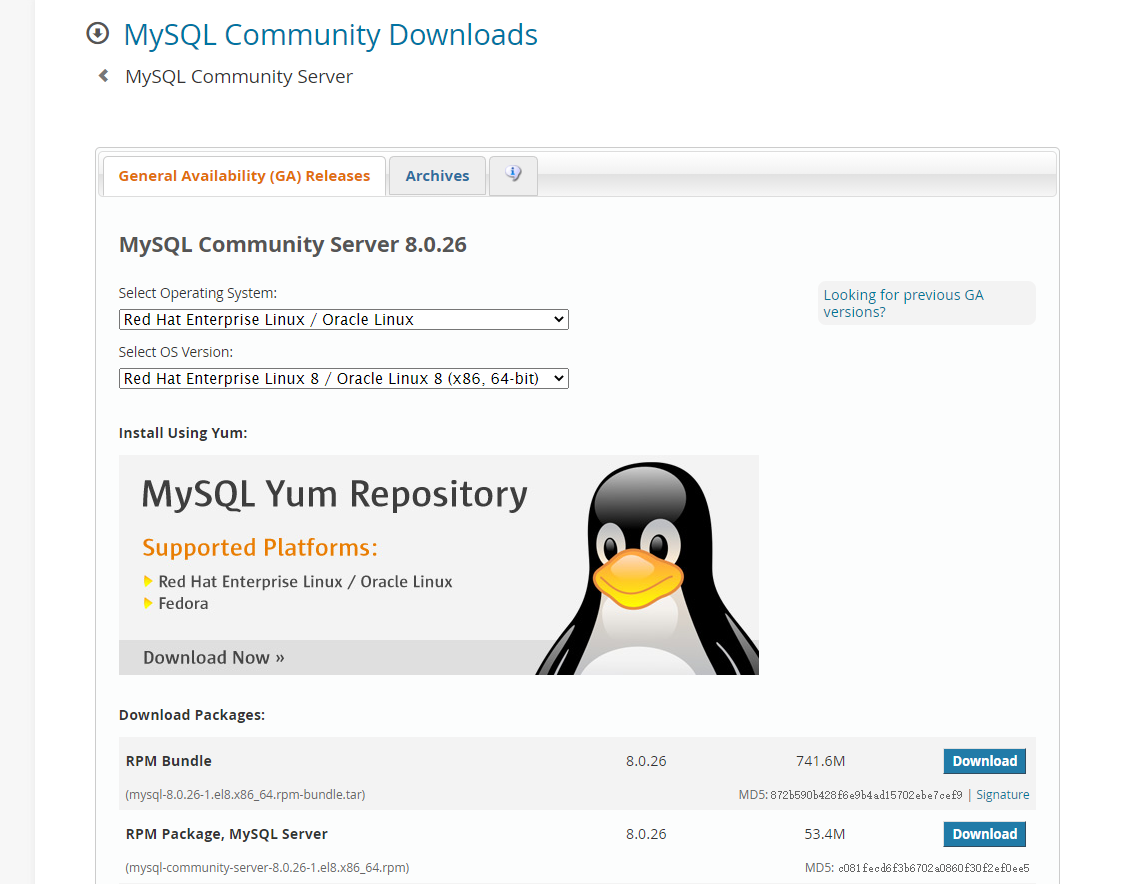 MySQL Community Downloads
MySQL Community Server
General Availability (GA) Releases
Archives
MySQL Community Server 8.0.26
Select Operating System:
Looking for previous GA
versions?
Red Hat Enterprise Linux / Oracle Linux
Select OS Version:
Red Hat Enterprise Linux 8 / Oracle Linux 8 (x86, 64-bit)
Install Using Yum:
MySQL Yum Repository
Supported Platforms:
Red Hat Enterprise Linux / Oracle Linux
Fedora
Download Now »
Download Packages:
RPM Bundle 8.0.26 741.6M Download
(mysql-8.0.26-1.el8.x86_64.rpm-bundle.tar) MD5: 872b590b428f6e9b4ad15702ebe7cef9 | Signature
RPM Package, MySQL Server 8.0.26 53.4M Download
(mysql-community-server-8.0.26-1.el8.x86_64.rpm) MD5: c081fecd6f3b6702a0860f30f2ef0ee5